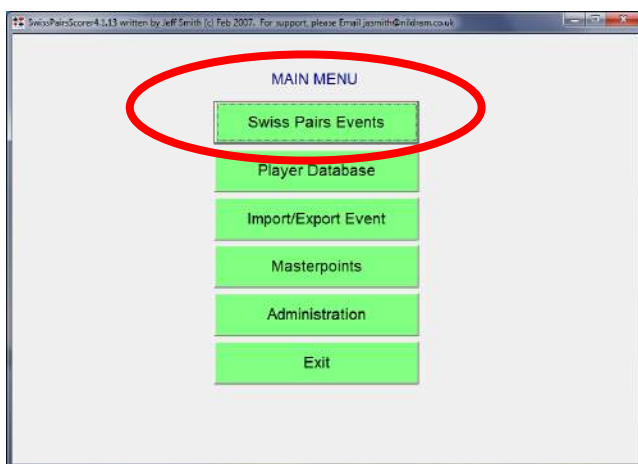 SwissPairsScorer4.1.13 written by Jeff Smith (c) Feb 2007. For support, please Email jasmith@nildram.co.uk
MAIN MENU
Swiss Pairs Events
Player Database
Import/Export Event
Masterpoints
Administration
Exit